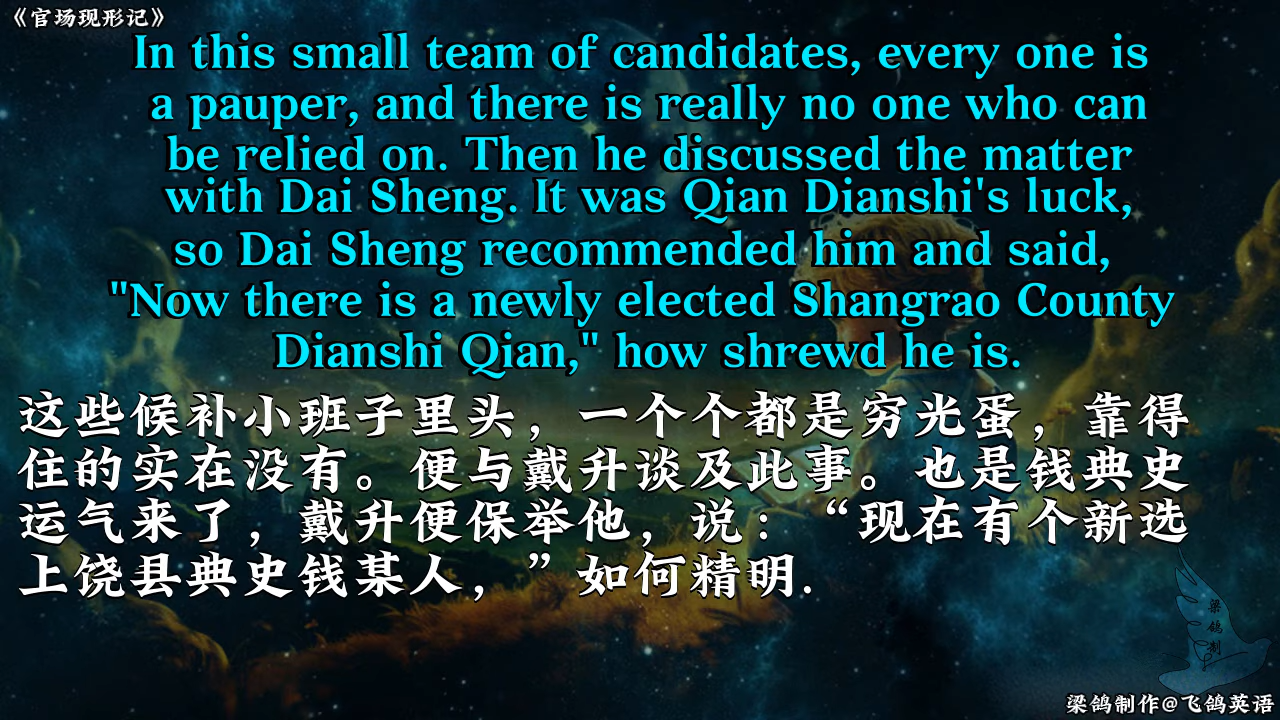 《官场现形记》
In this small team of candidates, every one is
a pauper, and there is really no one who can
be relied on. Then he discussed the matter
with Dai Sheng. It was Qian Dianshi's luck,
so Dai Sheng recommended him and said,
"Now there is a newly elected Shangrao County
Dianshi Qian," how shrewd he is.
这些候补小班子里头，一个个都是穷光蛋，靠得
住的实在没有。便与戴升谈及此事。也是钱典史
运气来了，戴升便保举他，说：“现在有个新选
上饶县典史钱某人，”如何精明.
梁鸽制
梁鸽制作@飞鸽英语